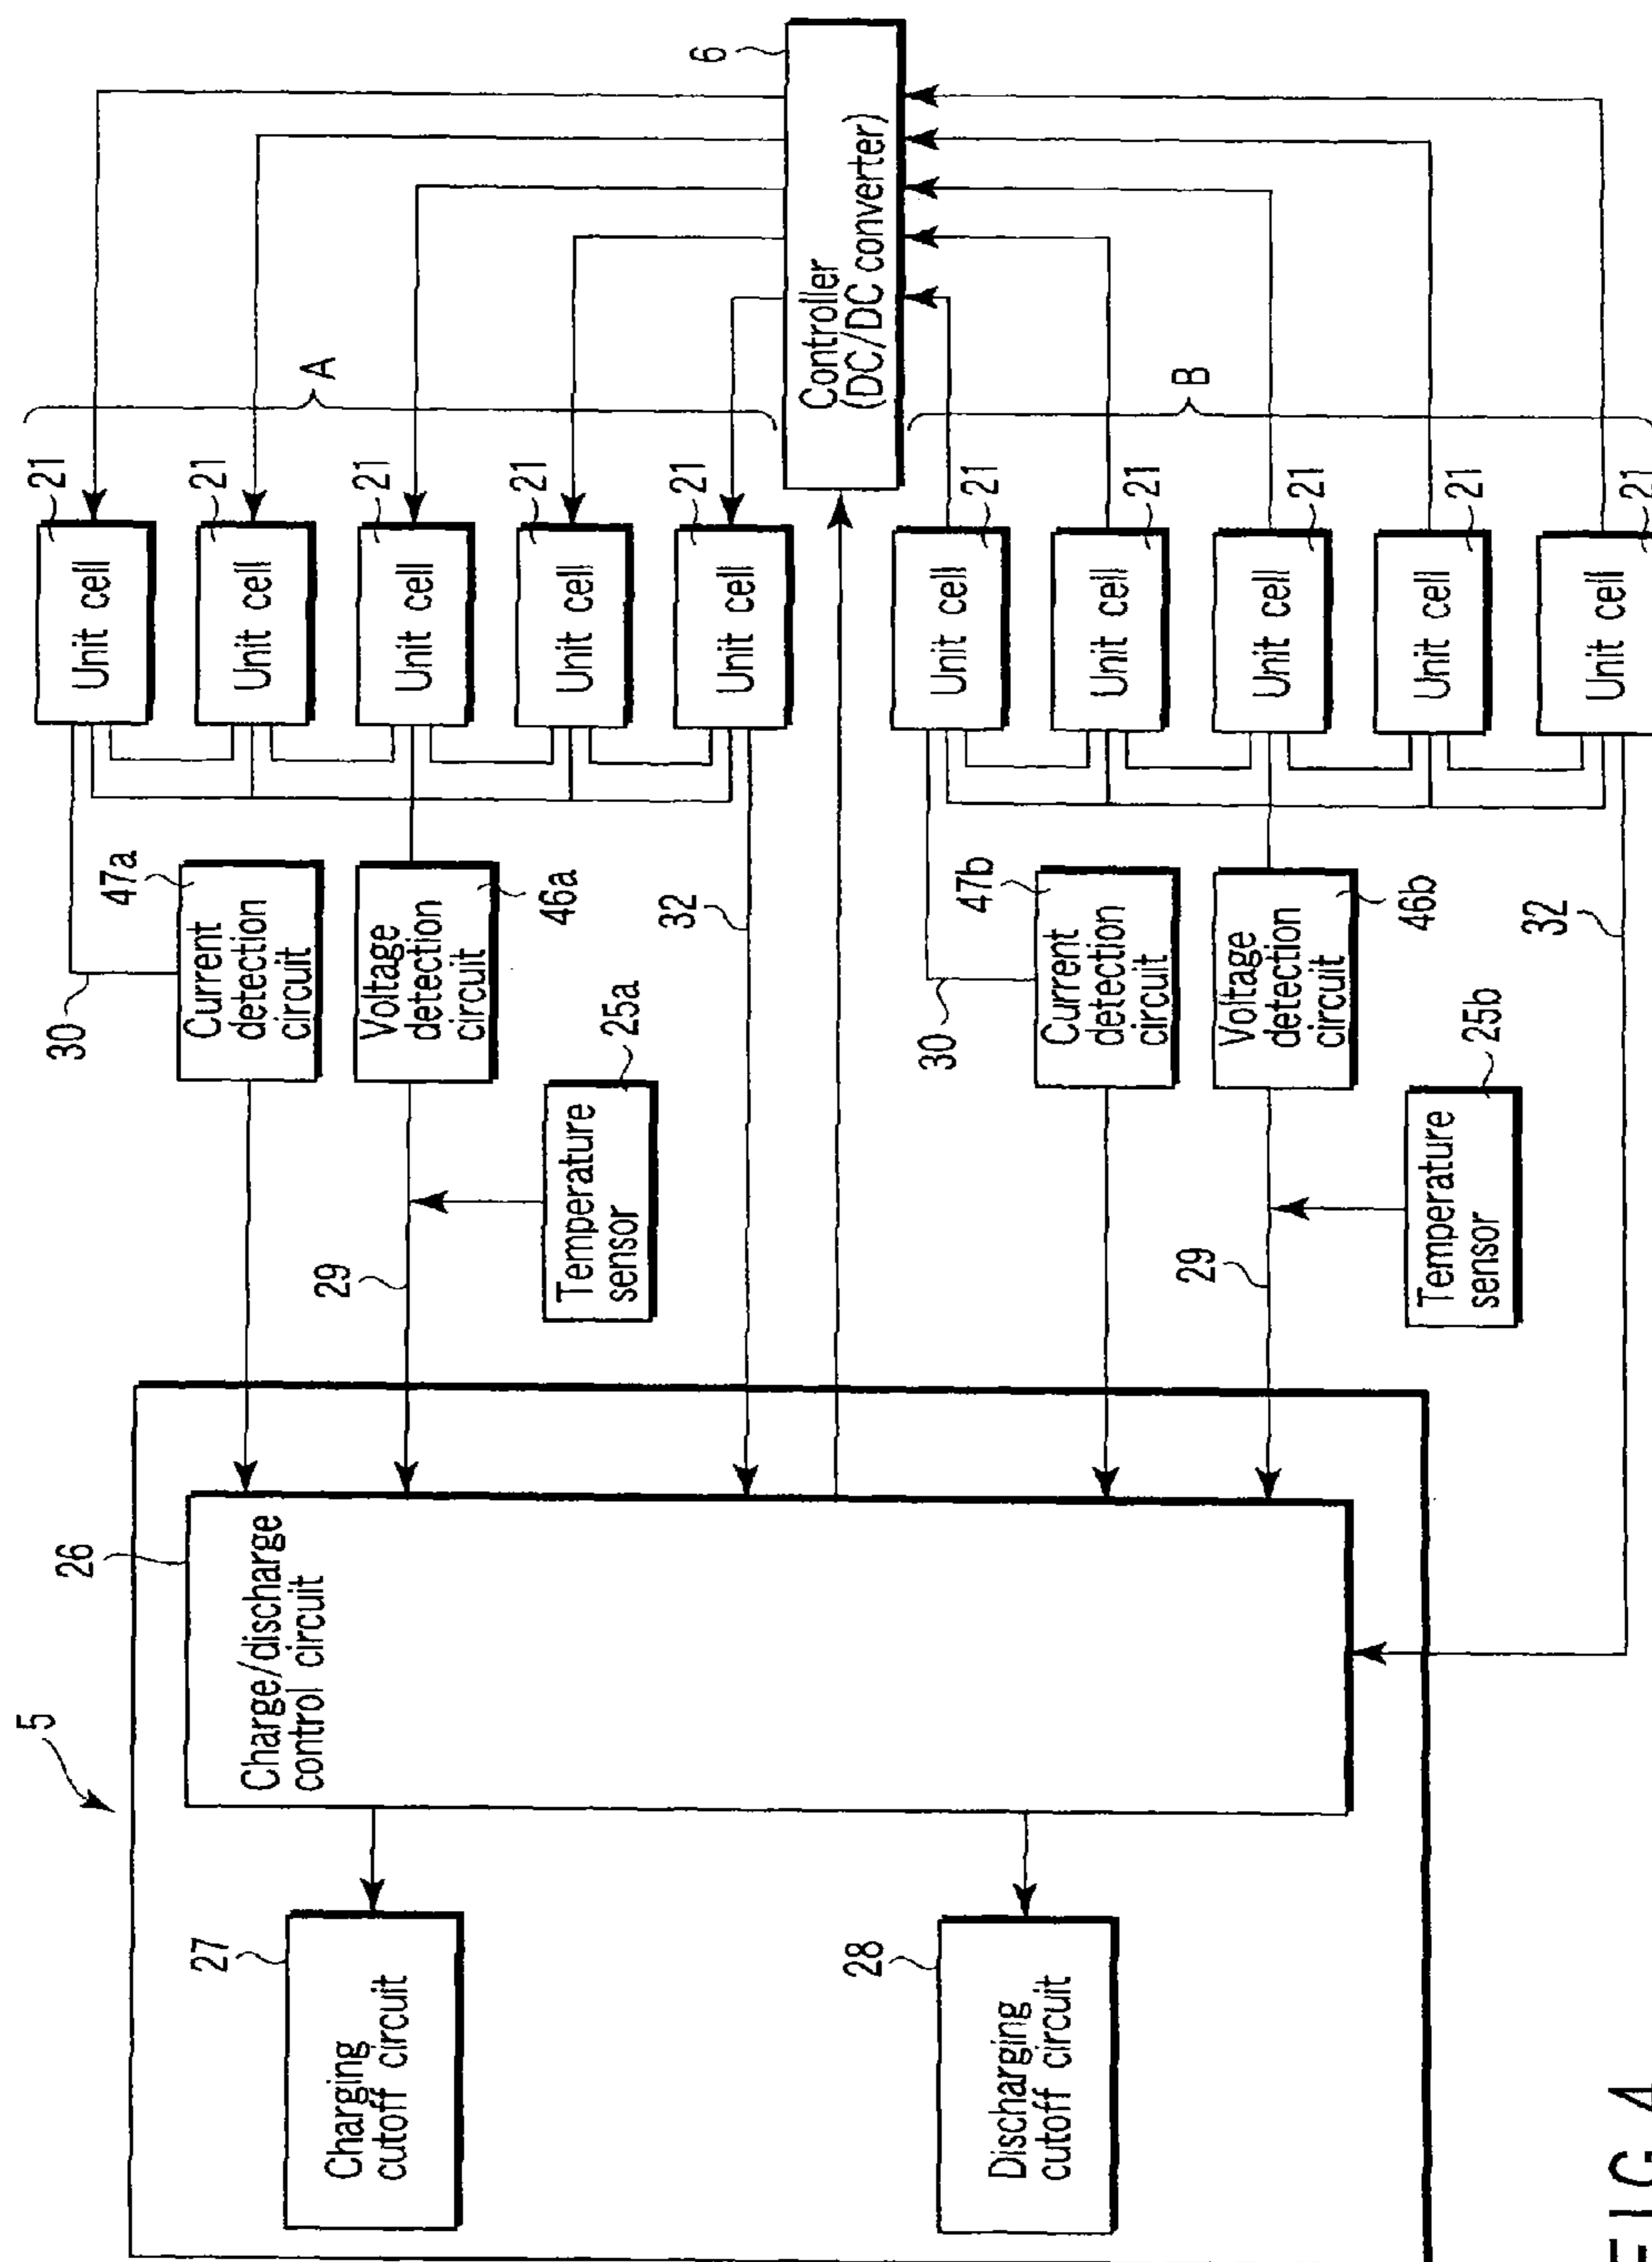 5
27
Charging
cutoff circuit
28
Discharging
cutoff circuit
26
Charge/discharge
control circuit
29
Temperature
sensor
25a
30
47a
Current
detection
circuit
Voltage
detection
circuit
46a
32
29
Temperature
sensor
25b
30
47b
Current
detection
circuit
Voltage
detection
circuit
46b
32
Unit cell
21
Unit cell
21
Unit cell
21
Unit cell
21
Unit cell
21
A
Unit cell
21
Unit cell
21
Unit cell
21
Unit cell
21
Unit cell
21
B
6
Controller
(DC/DC converter)
FIG. 4